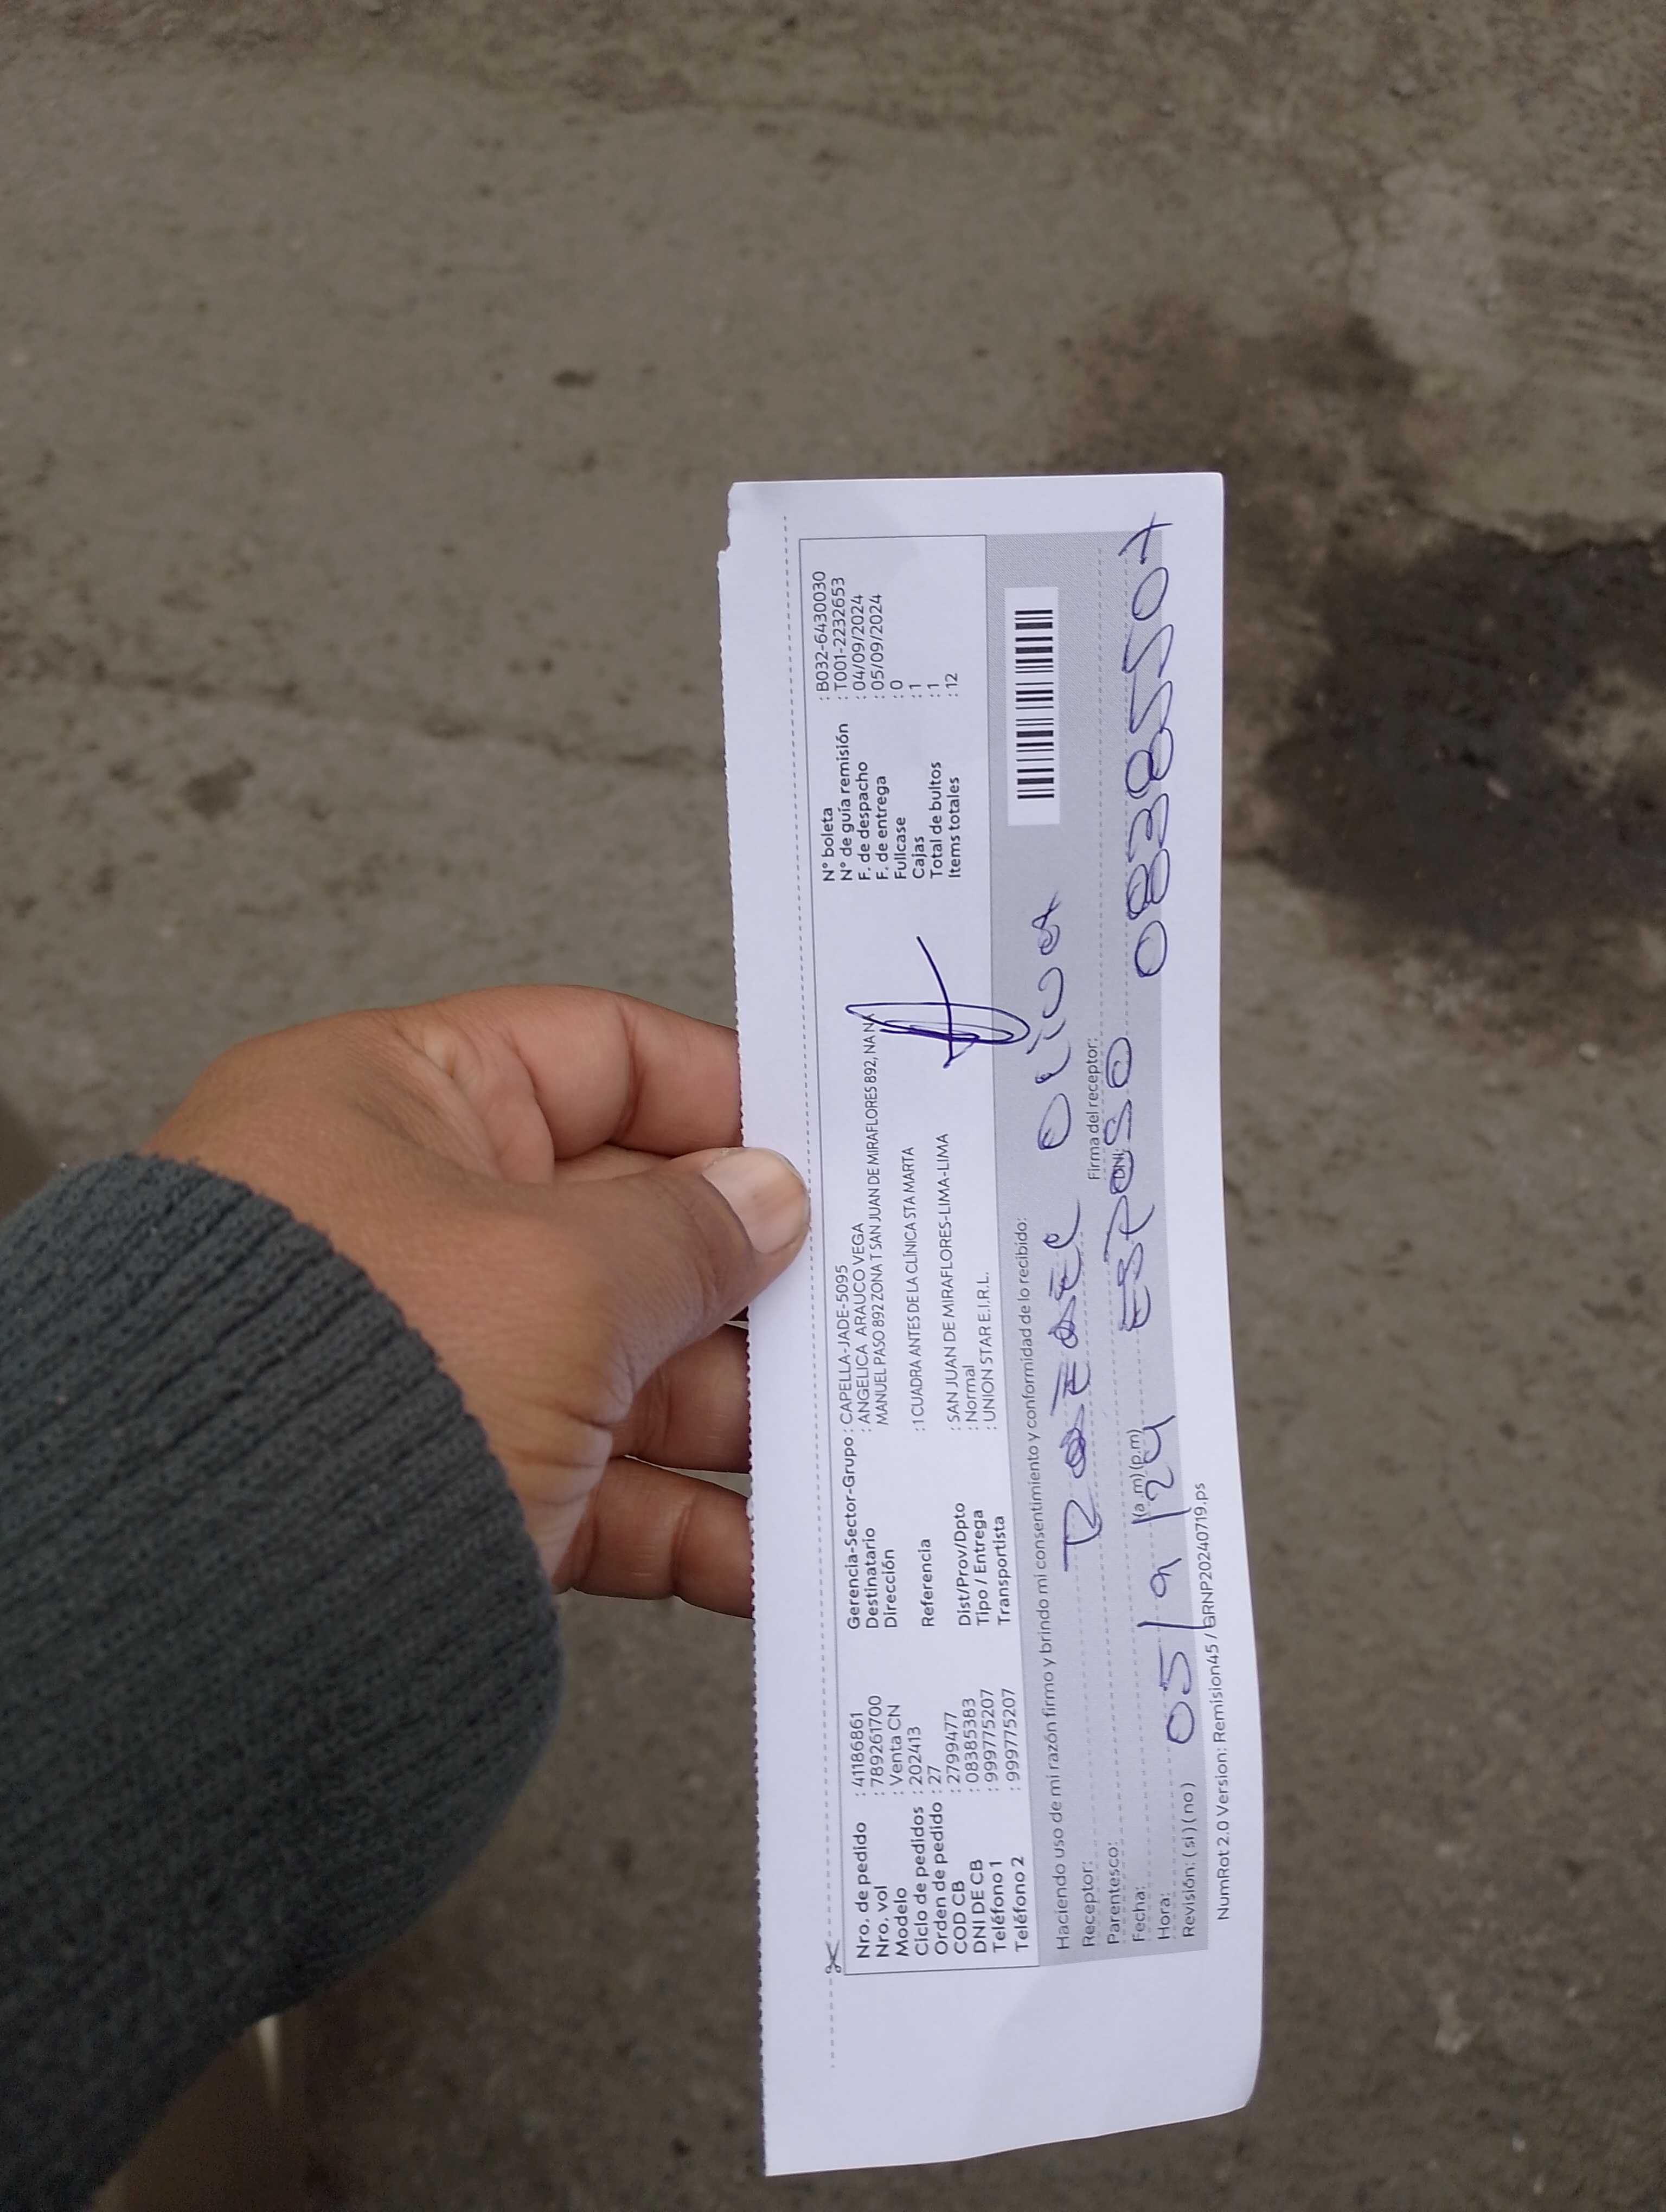 Nro. de pedido : 41186861
Nro. vol : 789261700
Modelo : Venta CN
Ciclo de pedidos : 202413
Orden de pedido : 27
COD CB : 2799477
DNI DE CB : 08385383
Teléfono 1 : 999775207
Teléfono 2 : 999775207
Gerencia-Sector-Grupo : CAPELLA-JADE-5095
Destinatario : ANGELICA ARAUCO VEGA
Dirección MANUEL PASO 892 ZONA T SAN JUAN DE MIRAFLORES 892, NA NA
Referencia : 1 CUADRA ANTES DE LA CLÍNICA STA MARTA
Dist/Prov/Dpto : SAN JUAN DE MIRAFLORES-LIMA-LIMA
Tipo / Entrega : Normal
Transportista : UNION STAR E.I.R.L.
N° boleta : B032-6430030
N° de guía remisión : T001-2232653
F. de despacho : 04/09/2024
F. de entrega : 05/09/2024
Fullcase : 0
Cajas : 1
Total de bultos : 1
Items totales : 12
Haciendo uso de mi razón firmo y brindo mi consentimiento y conformidad de lo recibido:
Receptor: Oliva
Firma del receptor:
Parentesco: ESPOSO
DNI:
Fecha: 05/9/24
Hora: (a.m)(p.m)
Revisión: (si) (no)
NumRot 2.0 Version: Remision45 / GRNP20240719.ps